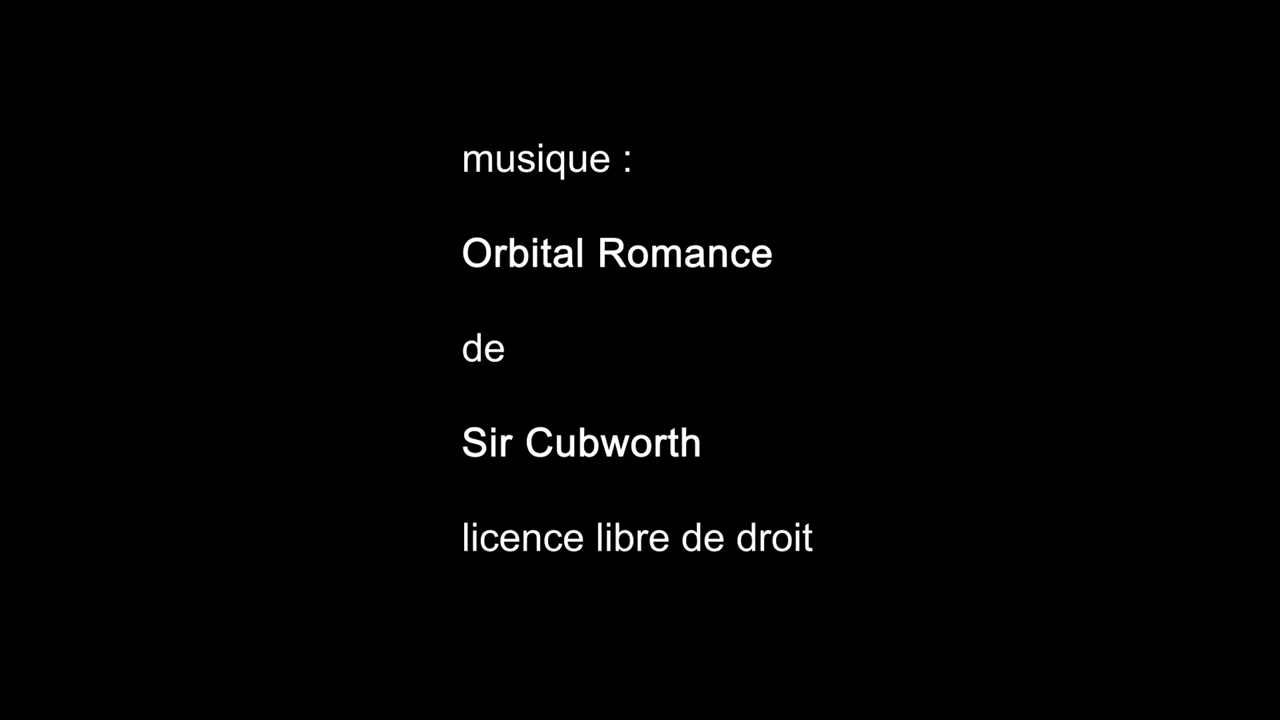 musique :
Orbital Romance
de
Sir Cubworth
licence libre de droit